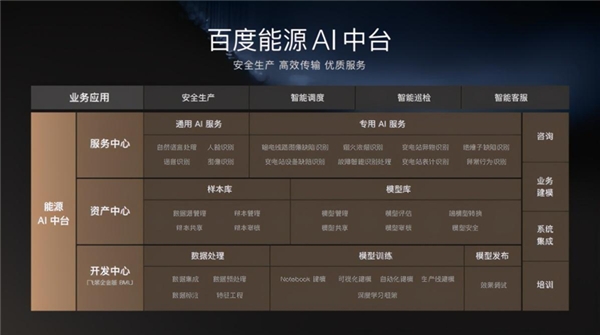 百度能源 AI 中台
安全生产 高效传输 优质服务
业务应用 安全生产 智能调度 智能巡检 智能客服
能源
AI 中台
服务中心
通用 AI 服务
自然语言处理 人脸识别
语音识别 图像识别
专用 AI 服务
输电线路图像缺陷识别 烟火浓烟识别 变电站异物识别 绝缘子缺陷识别
变电站设备缺陷识别 故障智能识别处理 变电站表计识别 异常行为识别
资产中心
样本库
数据源管理 样本管理
样本共享 样本审核
模型库
模型管理 模型评估 端模型转换
模型共享 模型审核 模型安全
开发中心
[飞桨企业版 BML]
数据处理
数据集成 数据预处理
数据标注 特征工程
模型训练
Notebook 建模 可视化建模 自动化建模 生产线建模
深度学习框架
模型发布
效果调试
咨询
业务
建模
系统
集成
培训